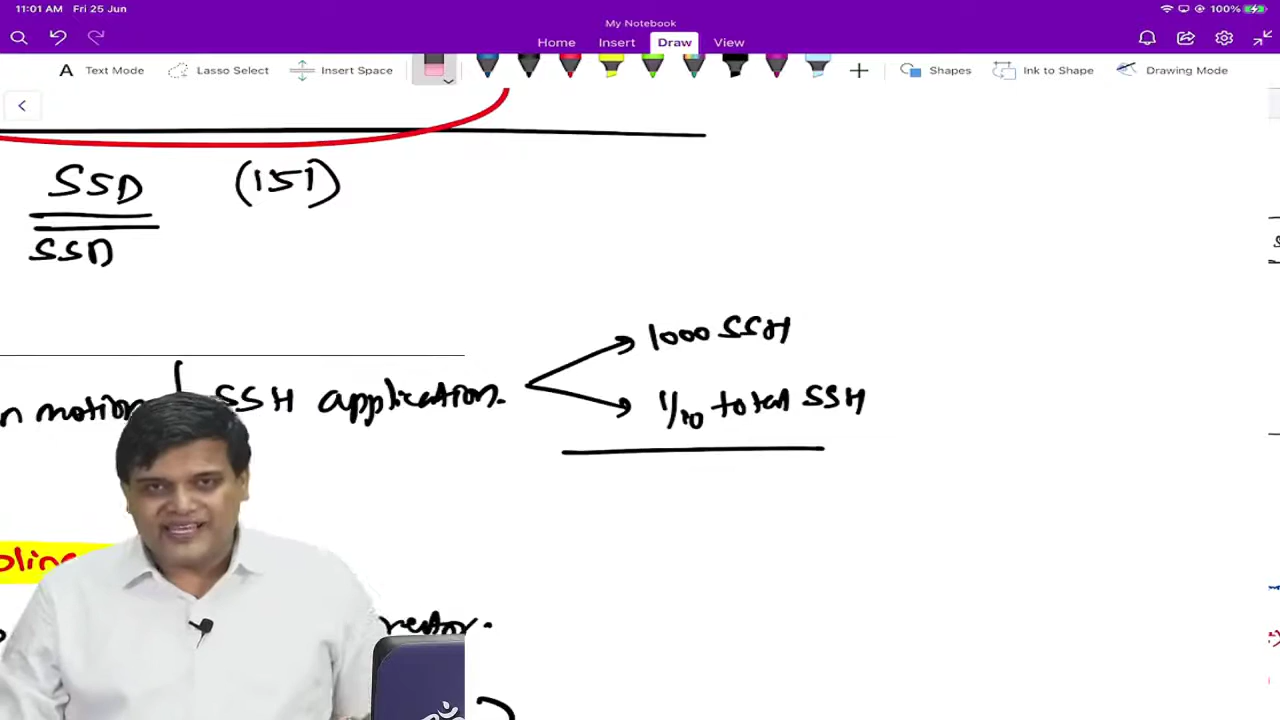 11:01 AM Fri 25 Jun
100%
My Notebook
Home Insert Draw View
A Text Mode Lasso Select Insert Space Shapes Ink to Shape Drawing Mode
SSD (151)
SSD
1000 SSH
n motion SSH application.
1/10 total SSH